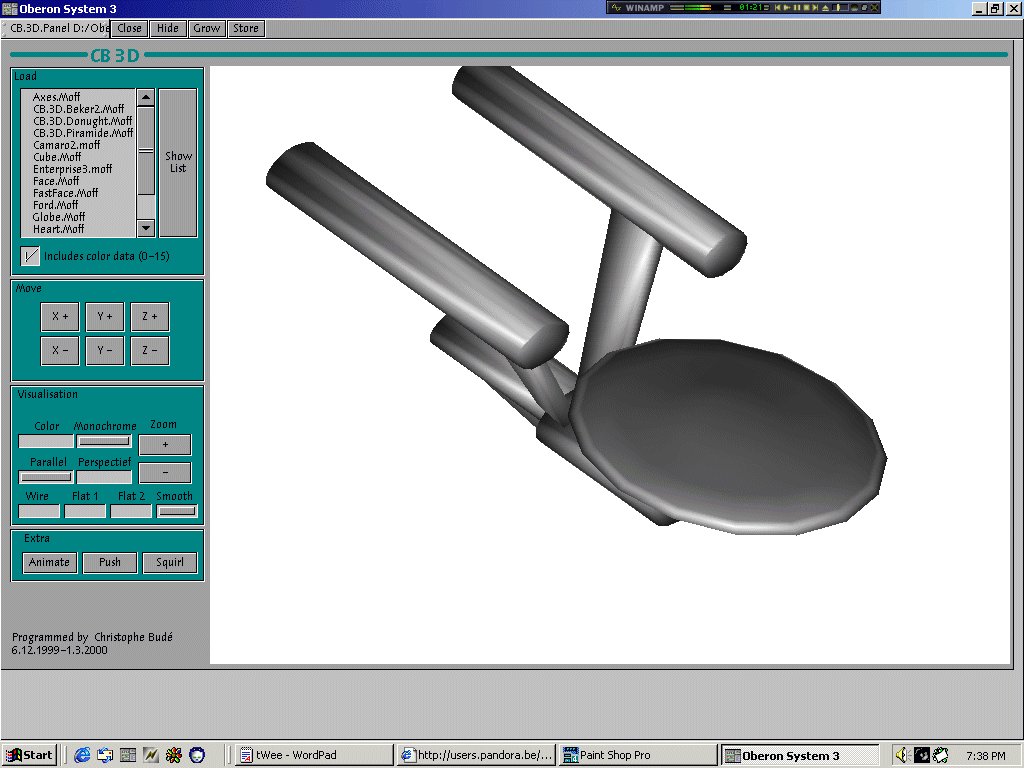 Oberon System 3
WINAMP 01:21
CB.3D.Panel D:/Obe Close Hide Grow Store
CB 3D
Load
Axes.Moff
CB.3D.Beker2.Moff
CB.3D.Donught.Moff
CB.3D.Piramide.Moff
Camaro2.moff
Cube.Moff
Enterprise3.moff
Face.Moff
FastFace.Moff
Ford.Moff
Globe.Moff
Heart.Moff
Show
List
Includes color data (0-15)
Move
X + Y + Z +
X - Y - Z -
Visualisation
Color Monochrome Zoom
+
Parallel Perspectief
-
Wire Flat 1 Flat 2 Smooth
Extra
Animate Push Squirl
Programmed by Christophe Budé
6.12.1999-1.3.2000
Start tWee - WordPad http://users.pandora.be/... Paint Shop Pro Oberon System 3 7:38 PM